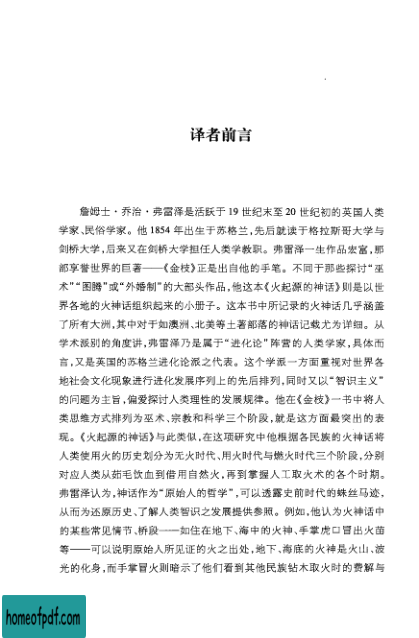 译者前言
詹姆士·乔治·弗雷泽是活跃于 19 世纪末至 20 世纪初的英国人类
学家、民俗学家。他 1854 年出生于苏格兰，先后就读于格拉斯哥大学与
剑桥大学，后来又在剑桥大学担任人类学教职。弗雷泽一生作品宏富，那
部享誉世界的巨著——《金枝》正是出自他的手笔。不同于那些探讨“巫
术”“图腾”或“外婚制”的大部头作品，他这本《火起源的神话》则是以世
界各地的火神话组织起来的小册子。这本书中所记录的火神话几乎涵盖
了所有大洲，其中对于如澳洲、北美等土著部落的神话记载尤为详细。从
学术派别的角度讲，弗雷泽乃是属于“进化论”阵营的人类学家，具体而
言，又是英国的苏格兰进化论派之代表。这个学派一方面重视对世界各
地社会文化现象进行进化发展序列上的先后排列，同时又以“智识主义”
的问题为主旨，偏爱探讨人类理性的发展规律。他在《金枝》一书中将人
类思维方式排列为巫术、宗教和科学三个阶段，就是这方面最突出的表
现。《火起源的神话》与此类似，在这项研究中他根据各民族的火神话将
人类使用火的历史划分为无火时代、用火时代与燃火时代三个阶段，分别
对应人类从茹毛饮血到借用自然火，再到掌握人工取火术的各个时期。
弗雷泽认为，神话作为“原始人的哲学”，可以透露史前时代的蛛丝马迹，
从而为还原历史、了解人类智识之发展提供参照。例如，他认为火神话中
的某些常见情节、桥段——如住在地下、海中的火神、手掌虎口冒出火苗
等——可以说明原始人所见证的火之出处，地下、海底的火神是火山、波
光的化身，而手掌冒火则暗示了他们看到其他民族钻木取火时的费解与
homeofpdf.com